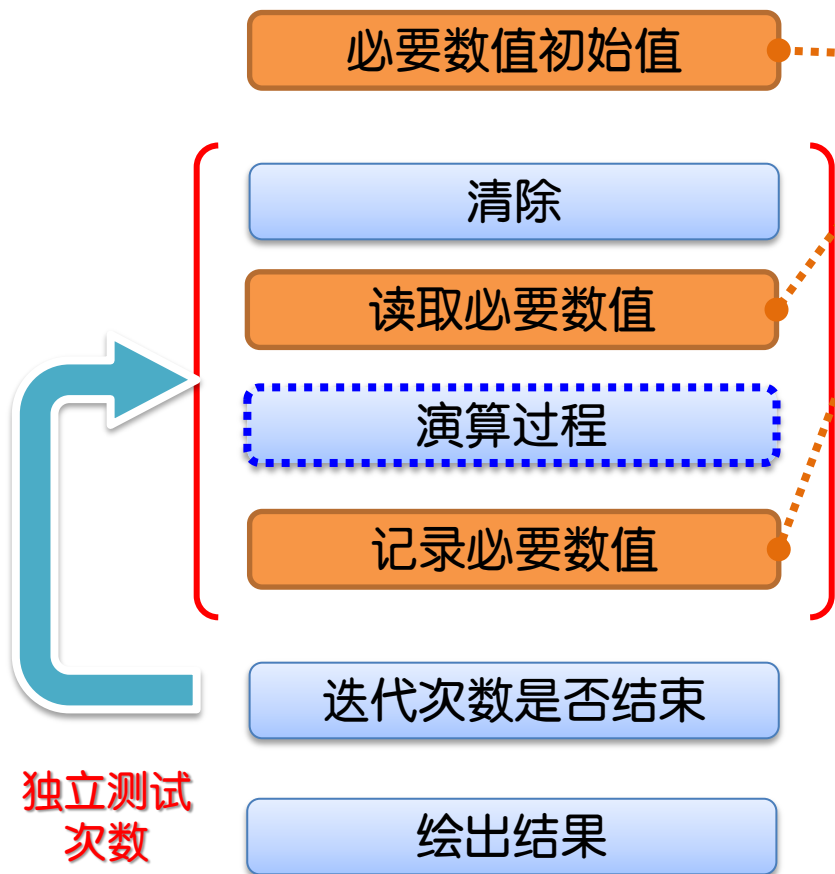 必要数值初始值
清除
读取必要数值
演算过程
记录必要数值
迭代次数是否结束
独立测试
次数
绘出结果